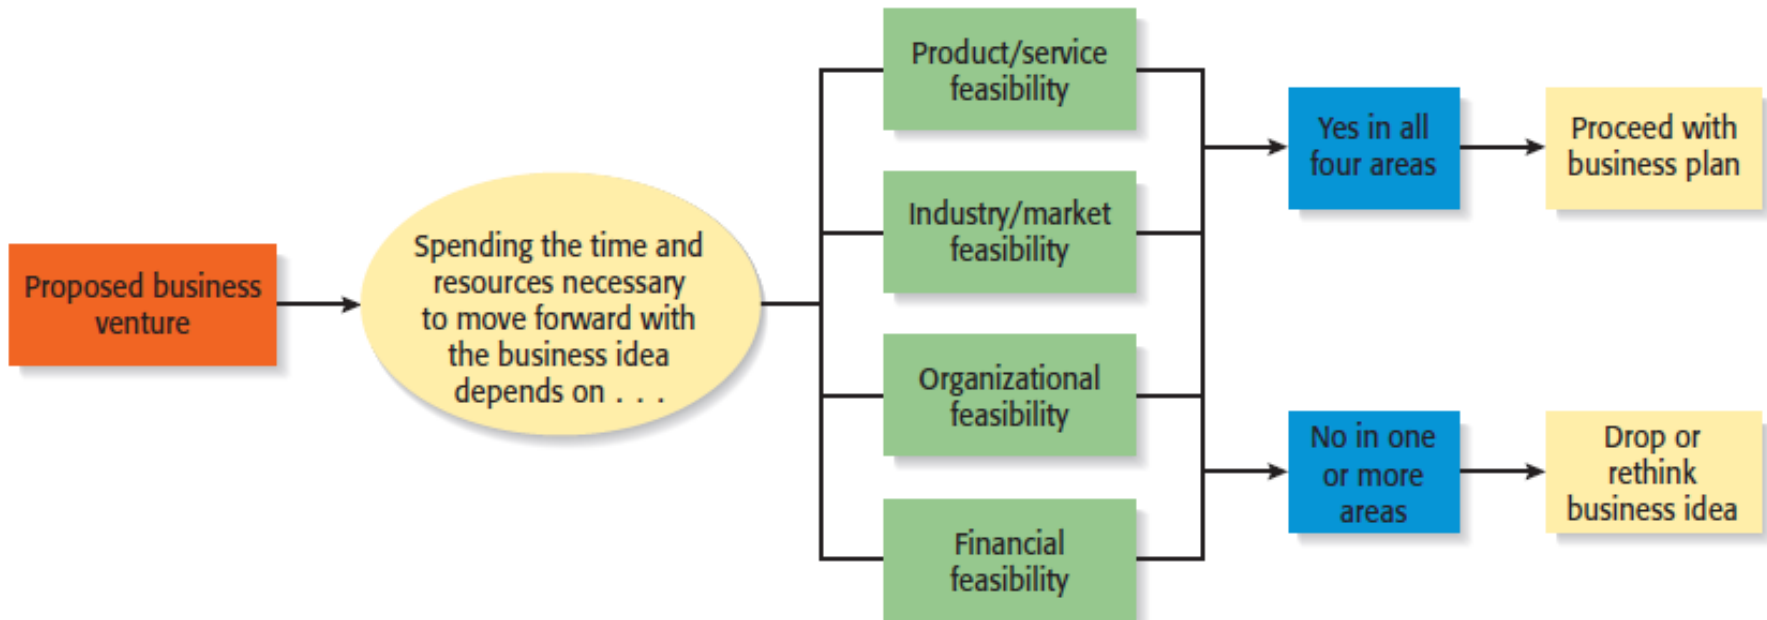 Proposed business
venture
Spending the time and
resources necessary
to move forward with
the business idea
depends on . . .
Product/service
feasibility
Industry/market
feasibility
Organizational
feasibility
Financial
feasibility
Yes in all
four areas
Proceed with
business plan
No in one
or more
areas
Drop or
rethink
business idea